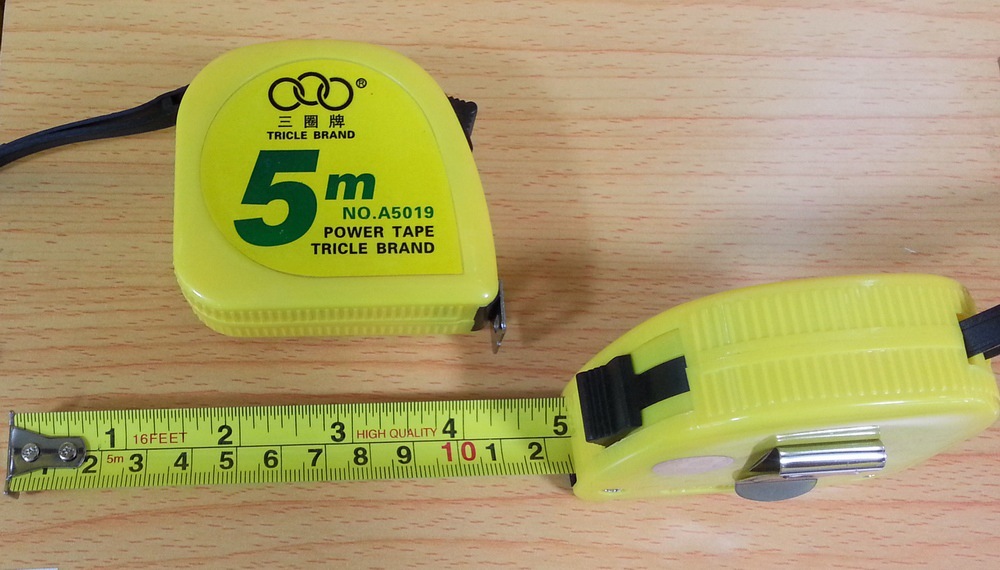 ®
三圈牌
TRICLE BRAND
5m
NO.A5019
POWER TAPE
TRICLE BRAND
1 16FEET 2 3 HIGH QUALITY 4 5
2 5m 3 4 5 6 7 8 9 10 1 2